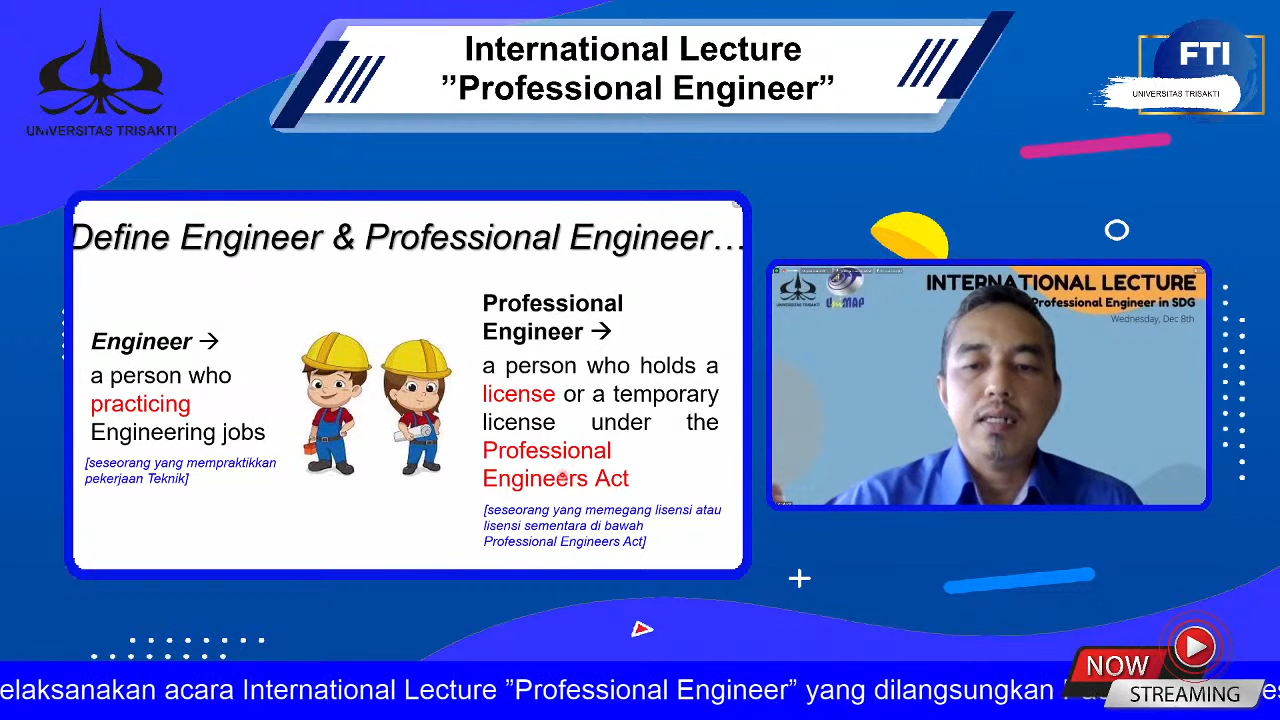 International Lecture
”Professional Engineer”
UNIVERSITAS TRISAKTI
FTI
UNIVERSITAS TRISAKTI
Define Engineer & Professional Engineer…
Engineer →
a person who
practicing
Engineering jobs
[seseorang yang mempraktikkan
pekerjaan Teknik]
Professional
Engineer →
a person who holds a
license or a temporary
license under the
Professional
Engineers Act
[seseorang yang memegang lisensi atau
lisensi sementara di bawah
Professional Engineers Act]
INTERNATIONAL LECTURE
Professional Engineer in SDG
Wednesday, Dec 8th
UniMAP
elaksanakan acara International Lecture ”Professional Engineer” yang dilangsungkan
NOW
STREAMING